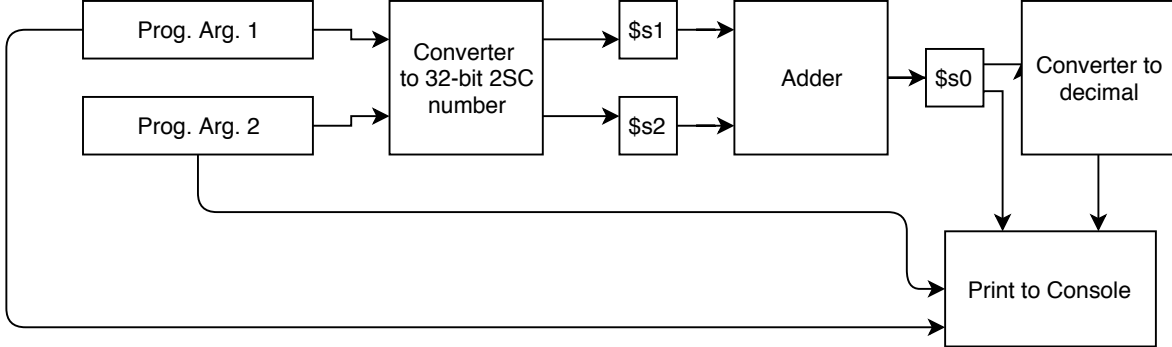 Prog. Arg. 1
Prog. Arg. 2
Converter
to 32-bit 2SC
number
$s1
$s2
Adder
$s0
Converter to
decimal
Print to Console